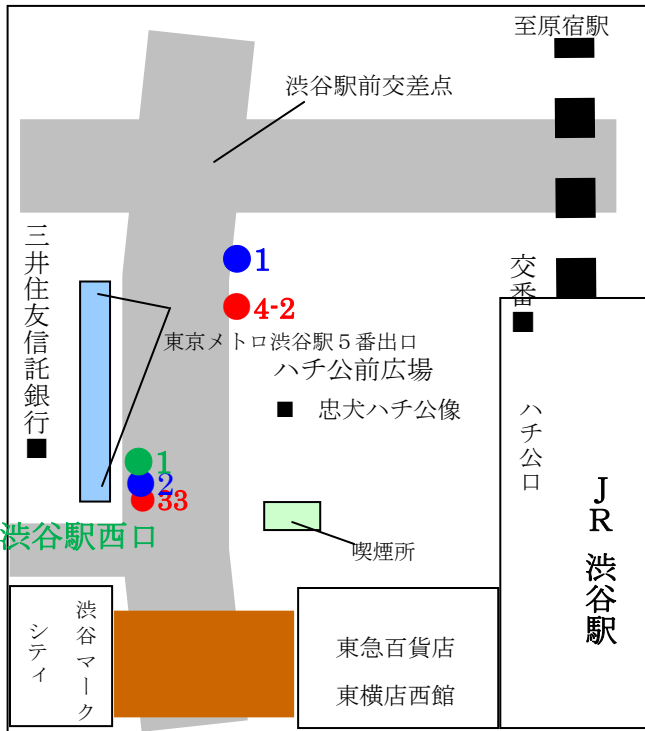 至原宿駅
渋谷駅前交差点
三井住友信託銀行■
1
4-2
交番■
東京メトロ渋谷駅5番出口
ハチ公前広場
■ 忠犬ハチ公像
ハチ公口
1
2
33
JR 渋谷駅
渋谷駅西口
喫煙所
渋谷マーク
シティ
東急百貨店
東横店西館